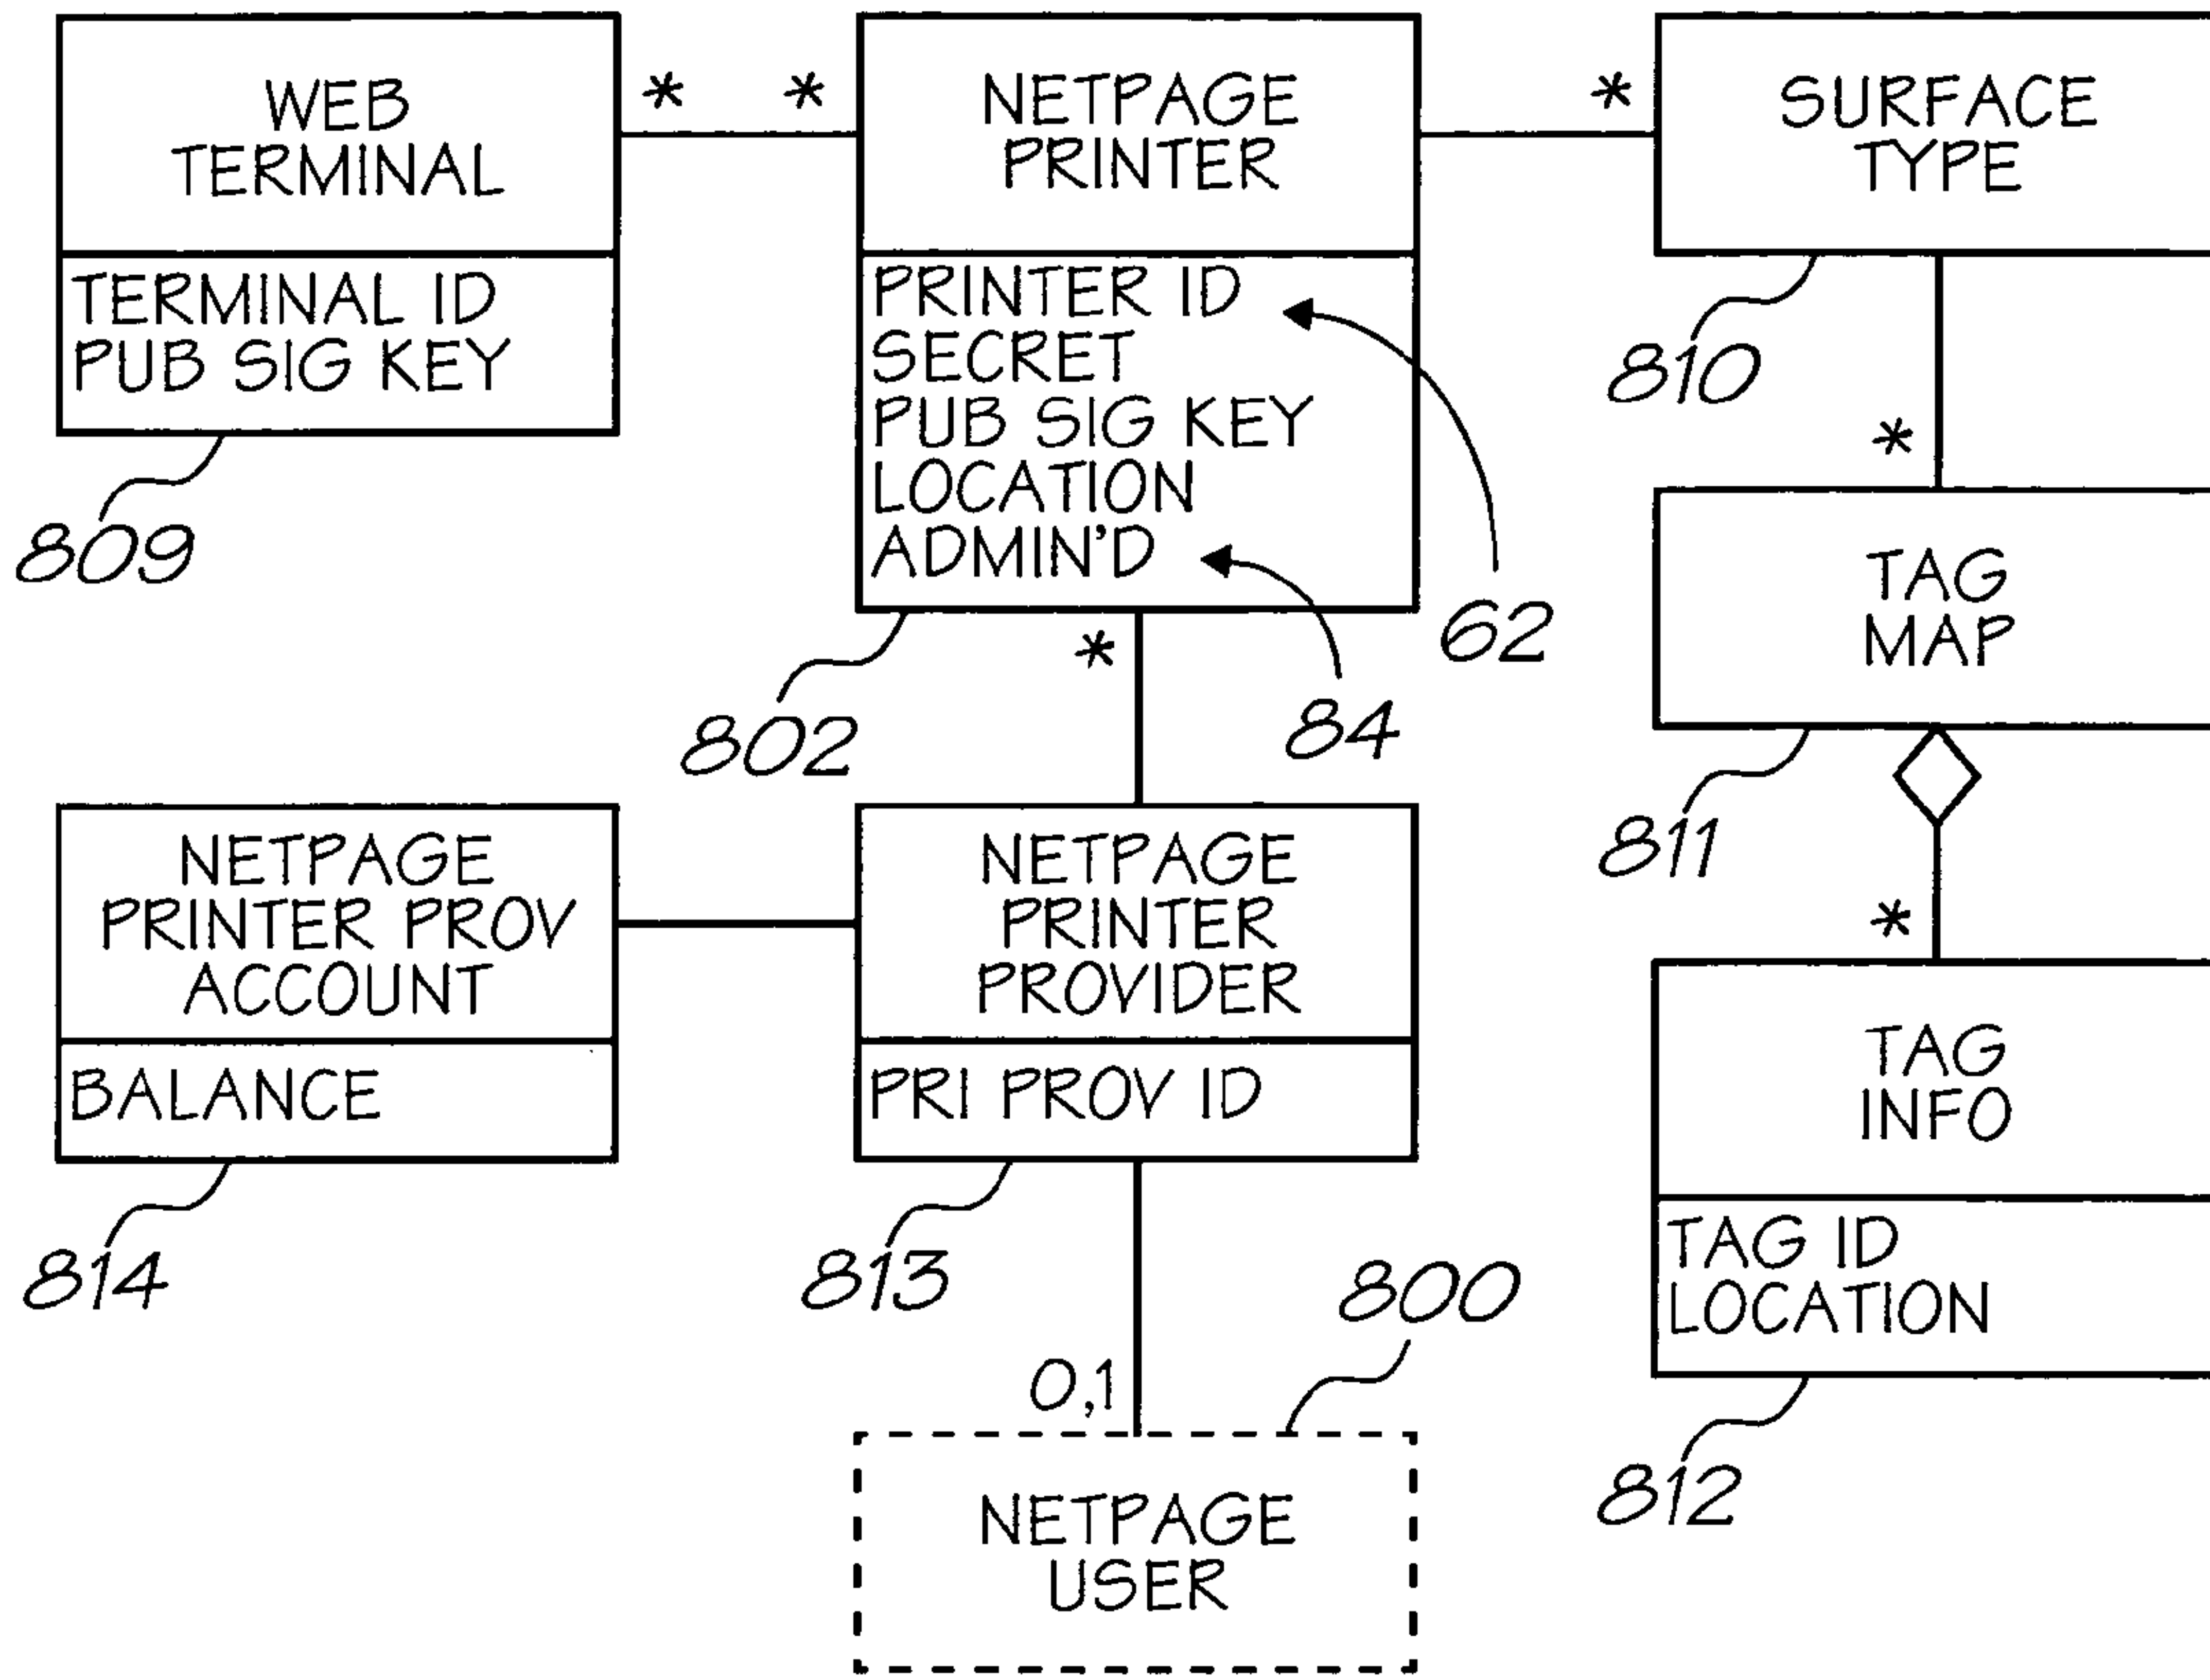 WEB
TERMINAL
TERMINAL ID
PUB SIG KEY
809
*
*
NETPAGE
PRINTER
PRINTER ID
SECRET
PUB SIG KEY
LOCATION
ADMIN'D
802
62
84
*
*
SURFACE
TYPE
810
*
TAG
MAP
811
*
TAG
INFO
TAG ID
LOCATION
812
NETPAGE
PRINTER PROV
ACCOUNT
BALANCE
814
NETPAGE
PRINTER
PROVIDER
PRI PROV ID
813
800
0,1
NETPAGE
USER